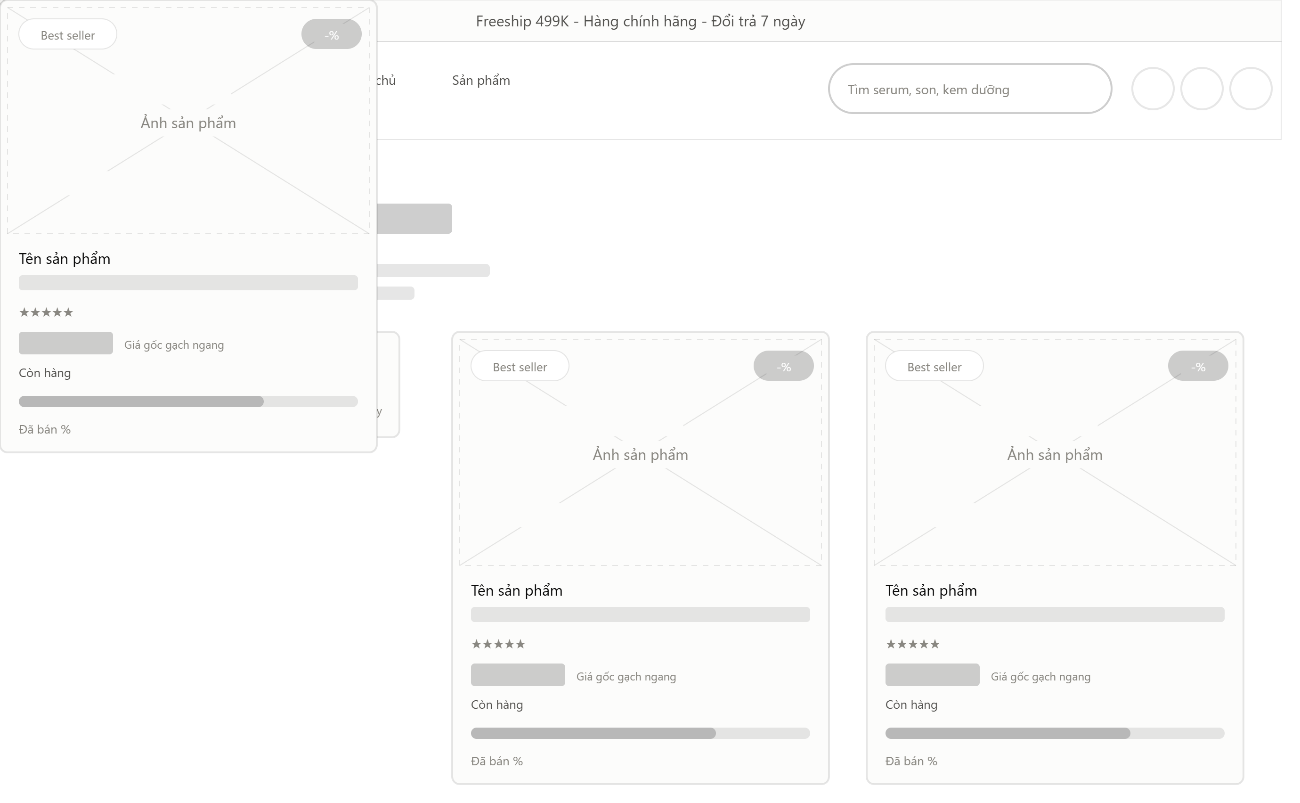 Freeship 499K - Hàng chính hãng - Đổi trả 7 ngày
chủ
Sản phẩm
Tìm serum, son, kem dưỡng
Best seller
-%
Ảnh sản phẩm
Tên sản phẩm
★★★★★
Giá gốc gạch ngang
Còn hàng
Đã bán %
y
Best seller
-%
Ảnh sản phẩm
Tên sản phẩm
★★★★★
Giá gốc gạch ngang
Còn hàng
Đã bán %
Best seller
-%
Ảnh sản phẩm
Tên sản phẩm
★★★★★
Giá gốc gạch ngang
Còn hàng
Đã bán %